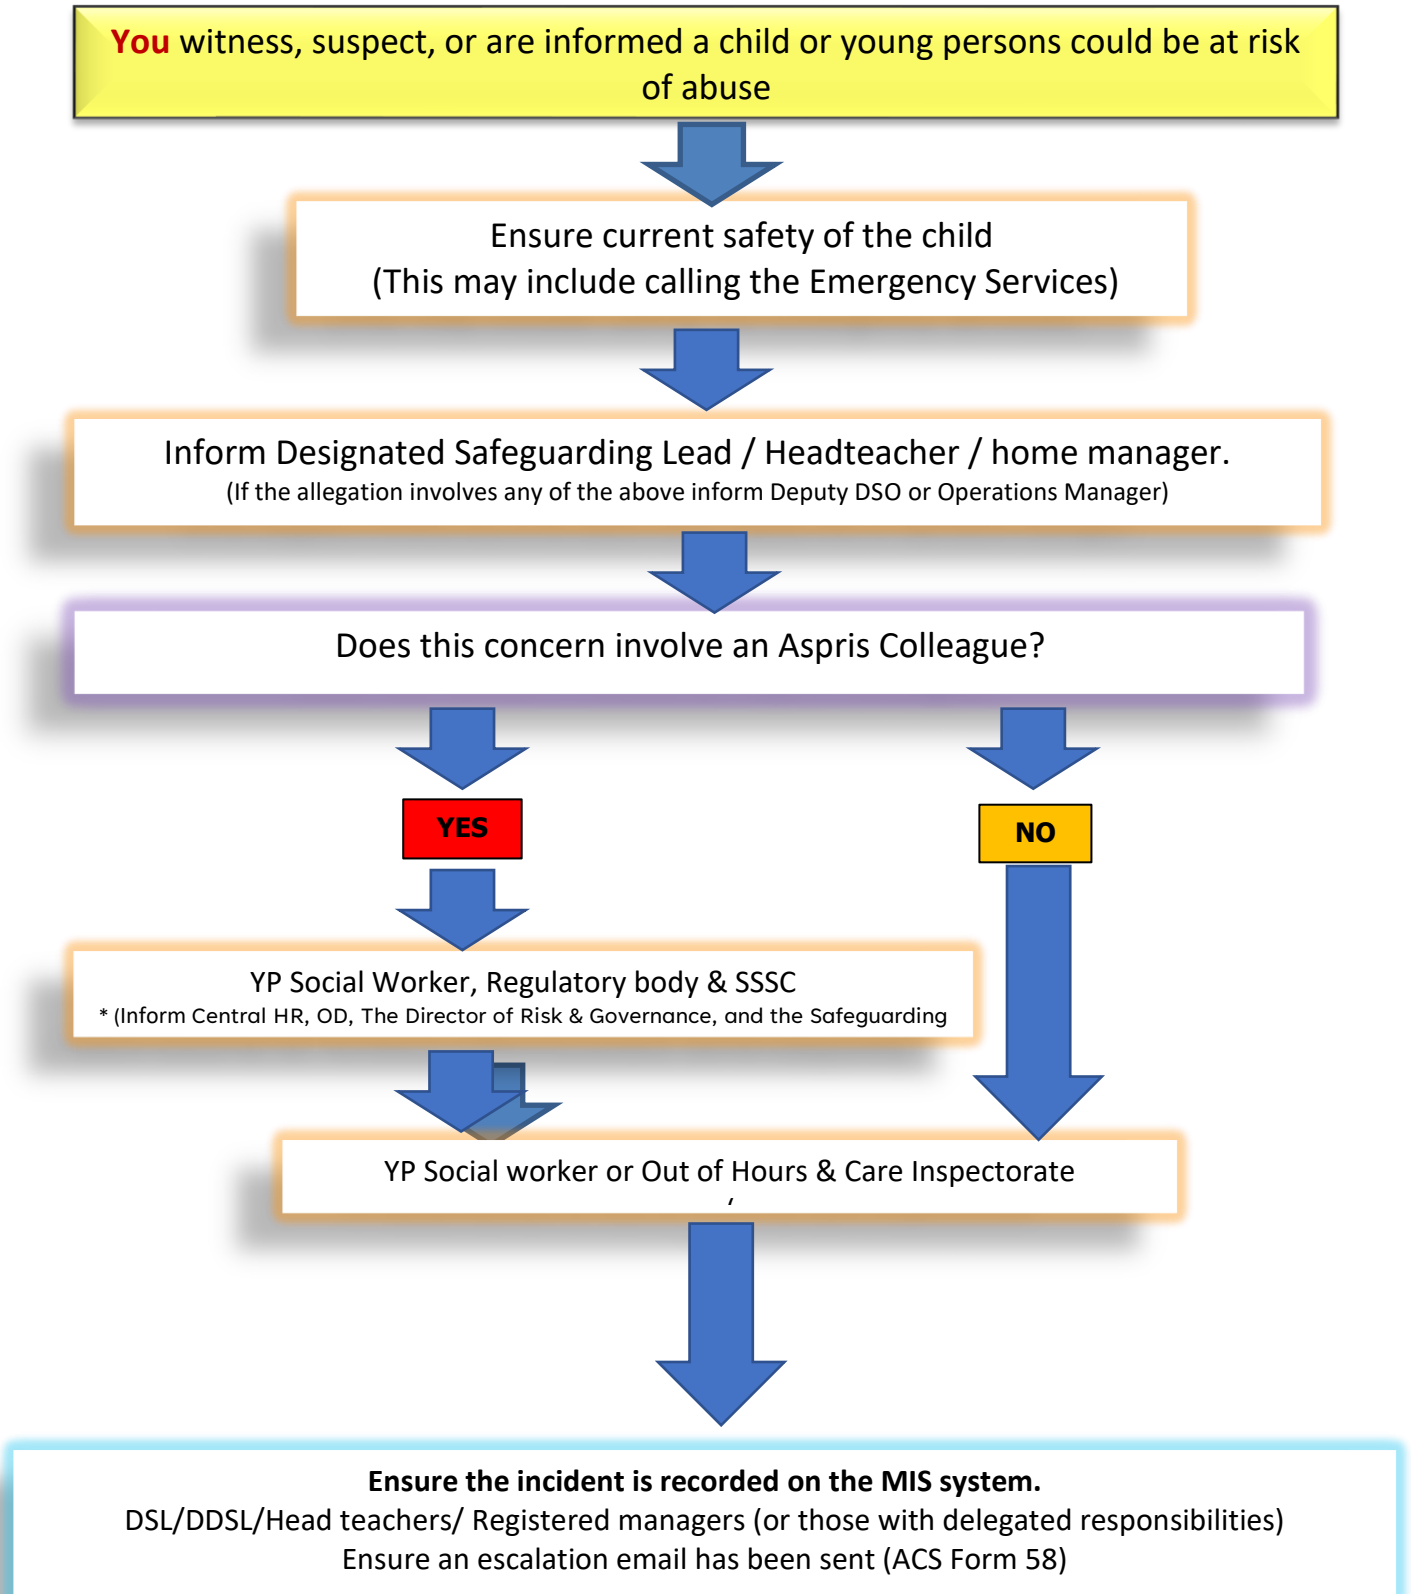 You witness, suspect, or are informed a child or young persons could be at risk
of abuse
Ensure current safety of the child
(This may include calling the Emergency Services)
Inform Designated Safeguarding Lead / Headteacher / home manager.
(If the allegation involves any of the above inform Deputy DSO or Operations Manager)
Does this concern involve an Aspris Colleague?
YES
NO
YP Social Worker, Regulatory body & SSSC
* (Inform Central HR, OD, The Director of Risk & Governance, and the Safeguarding
YP Social worker or Out of Hours & Care Inspectorate
‘
Ensure the incident is recorded on the MIS system.
DSL/DDSL/Head teachers/ Registered managers (or those with delegated responsibilities)
Ensure an escalation email has been sent (ACS Form 58)